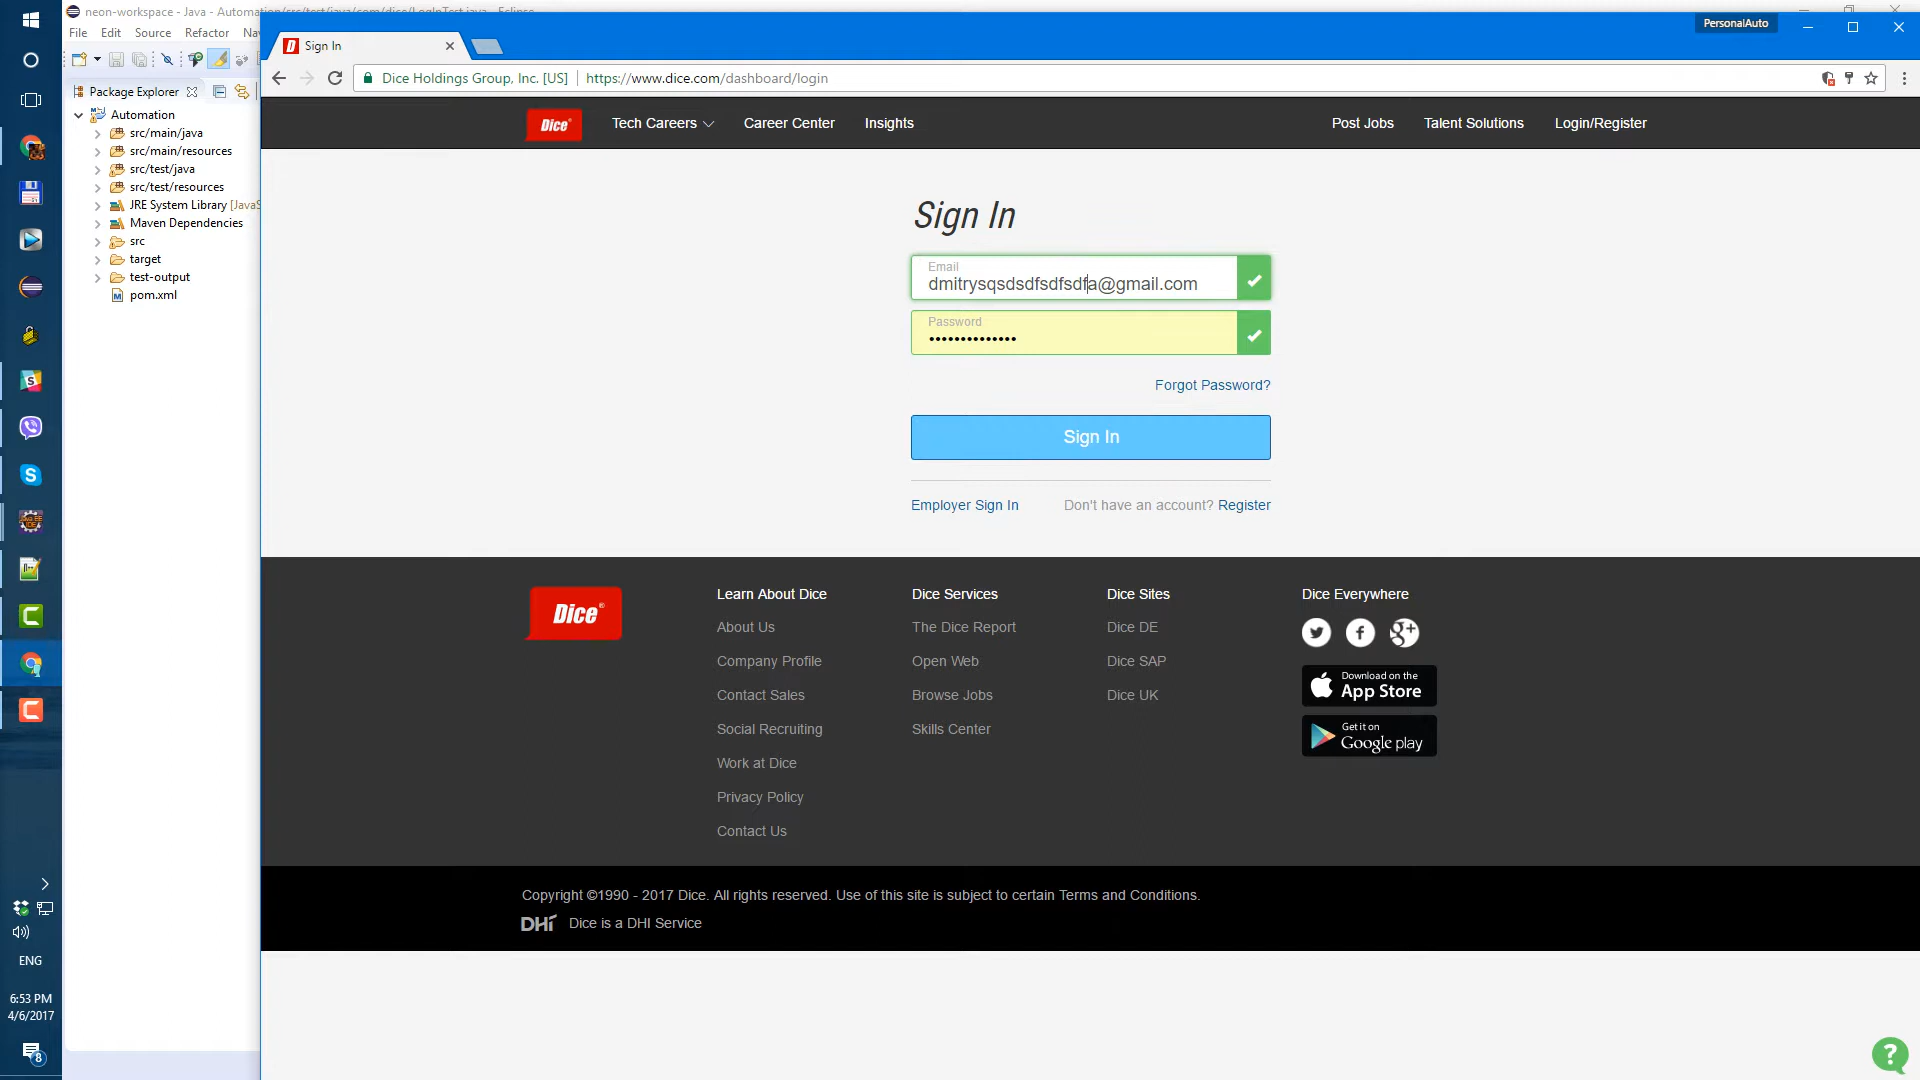 neon-workspace - Java - Automation/src/test/java/com/dice/LogInTest.java - Eclipse
File Edit Source Refactor Nav
Package Explorer
Automation
src/main/java
src/main/resources
src/test/java
src/test/resources
JRE System Library [JavaS
Maven Dependencies
src
target
test-output
pom.xml
PersonalAuto
Sign In
Dice Holdings Group, Inc. [US] https://www.dice.com/dashboard/login
Dice® Tech Careers Career Center Insights Post Jobs Talent Solutions Login/Register
Sign In
Email
dmitrysqsdsdfsdfsdfa@gmail.com
Password
••••••••••••••
Forgot Password?
Sign In
Employer Sign In Don't have an account? Register
Dice®
Learn About Dice
About Us
Company Profile
Contact Sales
Social Recruiting
Work at Dice
Privacy Policy
Contact Us
Dice Services
The Dice Report
Open Web
Browse Jobs
Skills Center
Dice Sites
Dice DE
Dice SAP
Dice UK
Dice Everywhere
Download on the
App Store
Get it on
Google play
Copyright ©1990 - 2017 Dice. All rights reserved. Use of this site is subject to certain Terms and Conditions.
DHI Dice is a DHI Service
ENG
6:53 PM
4/6/2017
8